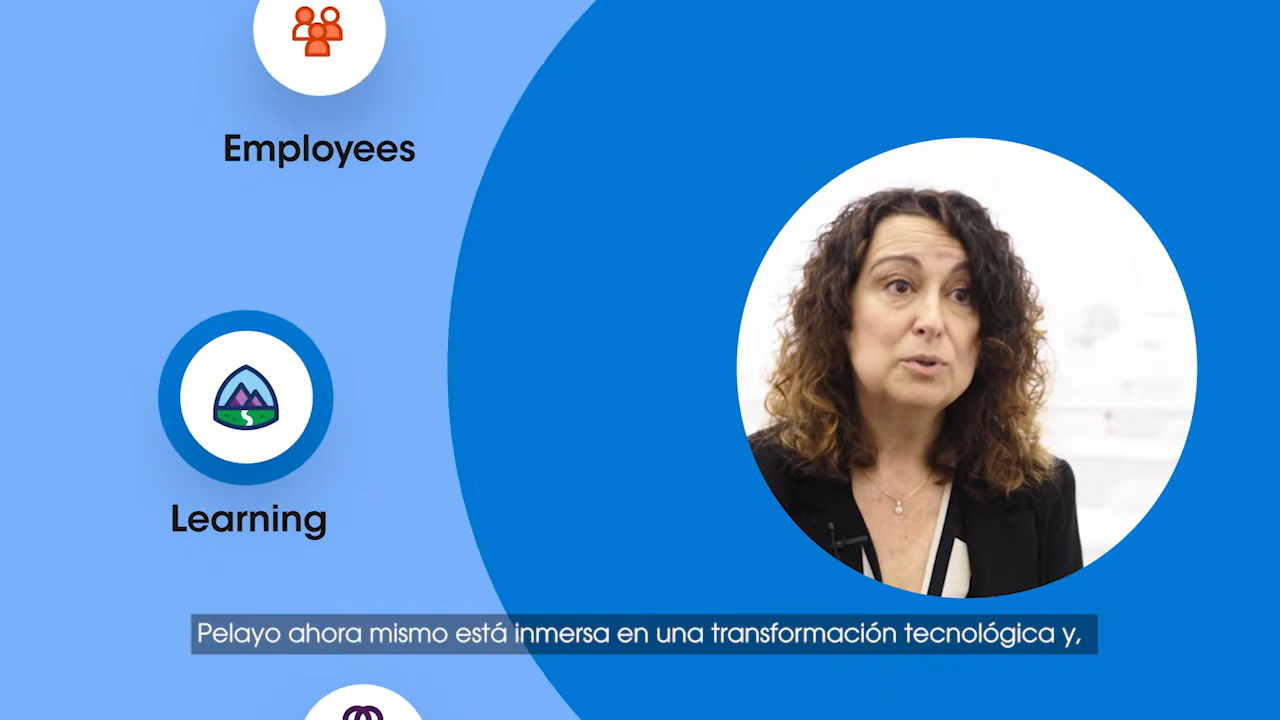 Employees
Learning
Pelayo ahora mismo está inmersa en una transformación tecnológica y,